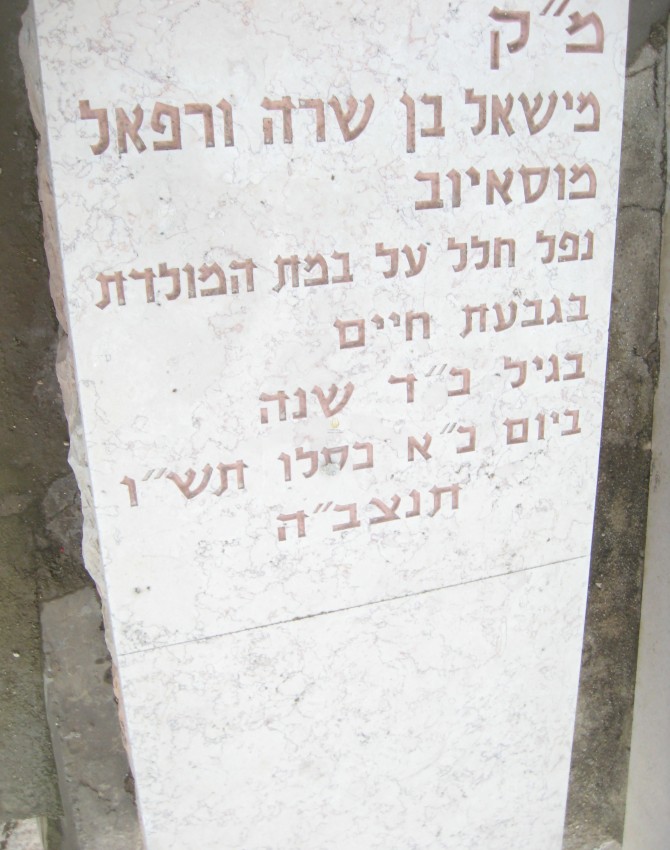 מ״ק
מישאל בן שרה ורפאל
מוסאיוב
נפל חלל על במת המולדת
בגבעת חיים
בגיל כ״ד שנה
ביום כ״א כסלו תש״ו
תנצב״ה